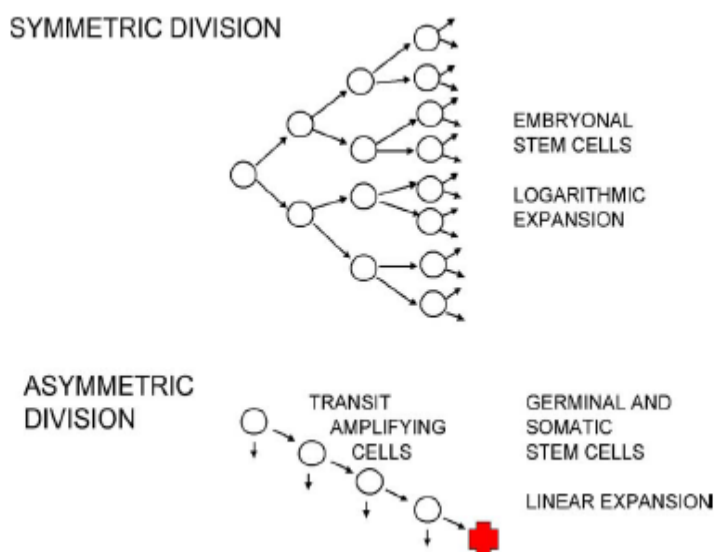 SYMMETRIC DIVISION
EMBRYONAL
STEM CELLS
LOGARITHMIC
EXPANSION
ASYMMETRIC
DIVISION
TRANSIT
AMPLIFYING
CELLS
GERMINAL AND
SOMATIC
STEM CELLS
LINEAR EXPANSION